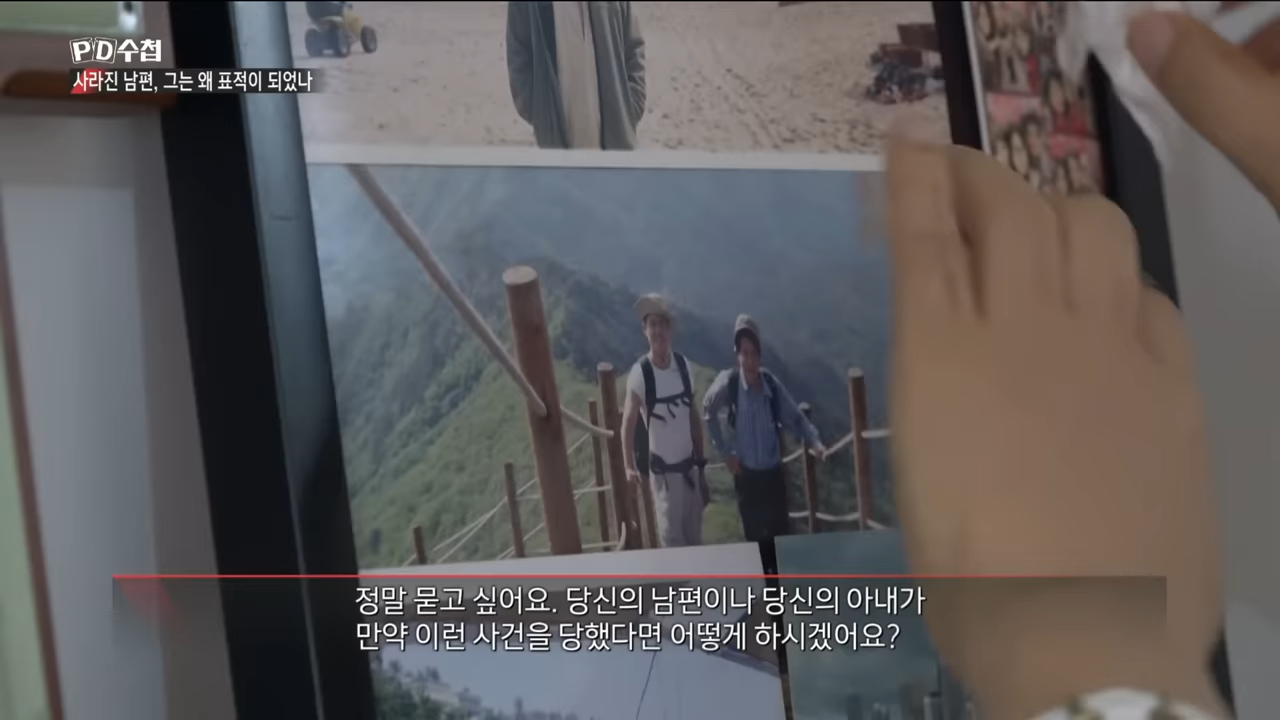 PD수첩
사라진 남편, 그는 왜 표적이 되었나
정말 묻고 싶어요. 당신의 남편이나 당신의 아내가
만약 이런 사건을 당했다면 어떻게 하시겠어요?